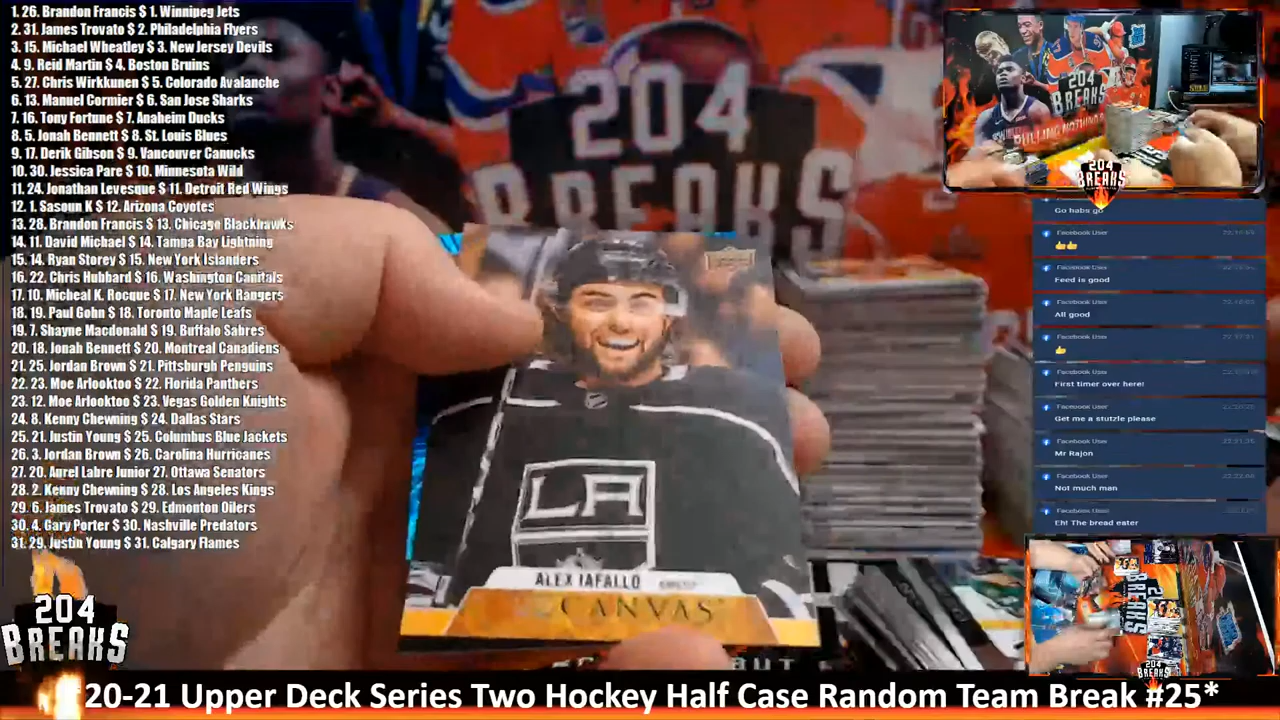 1. 26. Brandon Francis $ 1. Winnipeg Jets
2. 31. James Trovato $ 2. Philadelphia Flyers
3. 15. Michael Wheatley $ 3. New Jersey Devils
4. 9. Reid Martin $ 4. Boston Bruins
5. 27. Chris Wirkkunen $ 5. Colorado Avalanche
6. 13. Manuel Cormier $ 6. San Jose Sharks
7. 16. Tony Fortune $ 7. Anaheim Ducks
8. 5. Jonah Bennett $ 8. St. Louis Blues
9. 17. Derik Gibson $ 9. Vancouver Canucks
10. 30. Jessica Pare $ 10. Minnesota Wild
11. 24. Jonathan Levesque $ 11. Detroit Red Wings
12. 1. Sasoun K $ 12. Arizona Coyotes
13. 28. Brandon Francis $ 13. Chicago Blackhawks
14. 11. David Michael $ 14. Tampa Bay Lightning
15. 14. Ryan Storey $ 15. New York Islanders
16. 22. Chris Hubbard $ 16. Washington Capitals
17. 10. Micheal K. Rocque $ 17. New York Rangers
18. 19. Paul Gohn $ 18. Toronto Maple Leafs
19. 7. Shayne Macdonald $ 19. Buffalo Sabres
20. 18. Jonah Bennett $ 20. Montreal Canadiens
21. 25. Jordan Brown $ 21. Pittsburgh Penguins
22. 23. Moe Arlooktoo $ 22. Florida Panthers
23. 12. Moe Arlooktoo $ 23. Vegas Golden Knights
24. 8. Kenny Chewning $ 24. Dallas Stars
25. 21. Justin Young $ 25. Columbus Blue Jackets
26. 3. Jordan Brown $ 26. Carolina Hurricanes
27. 20. Aurel Labre Junior 27. Ottawa Senators
28. 2. Kenny Chewning $ 28. Los Angeles Kings
29. 6. James Trovato $ 29. Edmonton Oilers
30. 4. Gary Porter $ 30. Nashville Predators
31. 29. Justin Young $ 31. Calgary Flames
204
BREAKS
204
BREAKS
LA
ALEX IAFALLO
CANVAS
204
BREAKS
204
BREAKS
Go habs go
Facebook User
Facebook User
Feed is good
Facebook User
All good
Facebook User
Facebook User
First timer over here!
Facebook User
Get me a stutzle please
Facebook User
Mr Rajon
Facebook User
Not much man
Facebook User
Eh! The bread eater
BREAKS
204
BREAKS
20-21 Upper Deck Series Two Hockey Half Case Random Team Break #25*